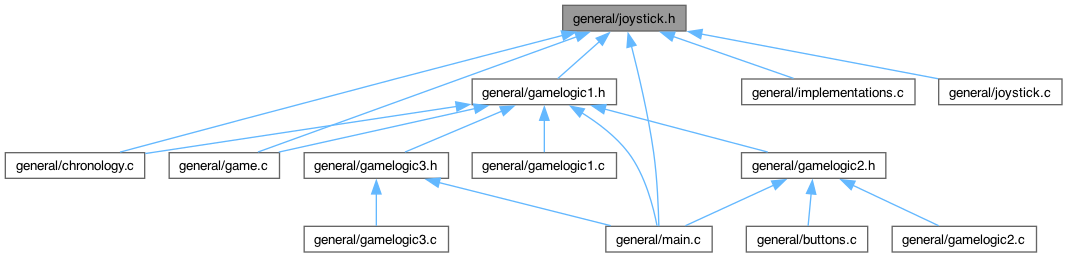 general/joystick.h
general/gamelogic1.h
general/implementations.c
general/joystick.c
general/chronology.c
general/game.c
general/gamelogic3.h
general/gamelogic1.c
general/gamelogic2.h
general/gamelogic3.c
general/main.c
general/buttons.c
general/gamelogic2.c